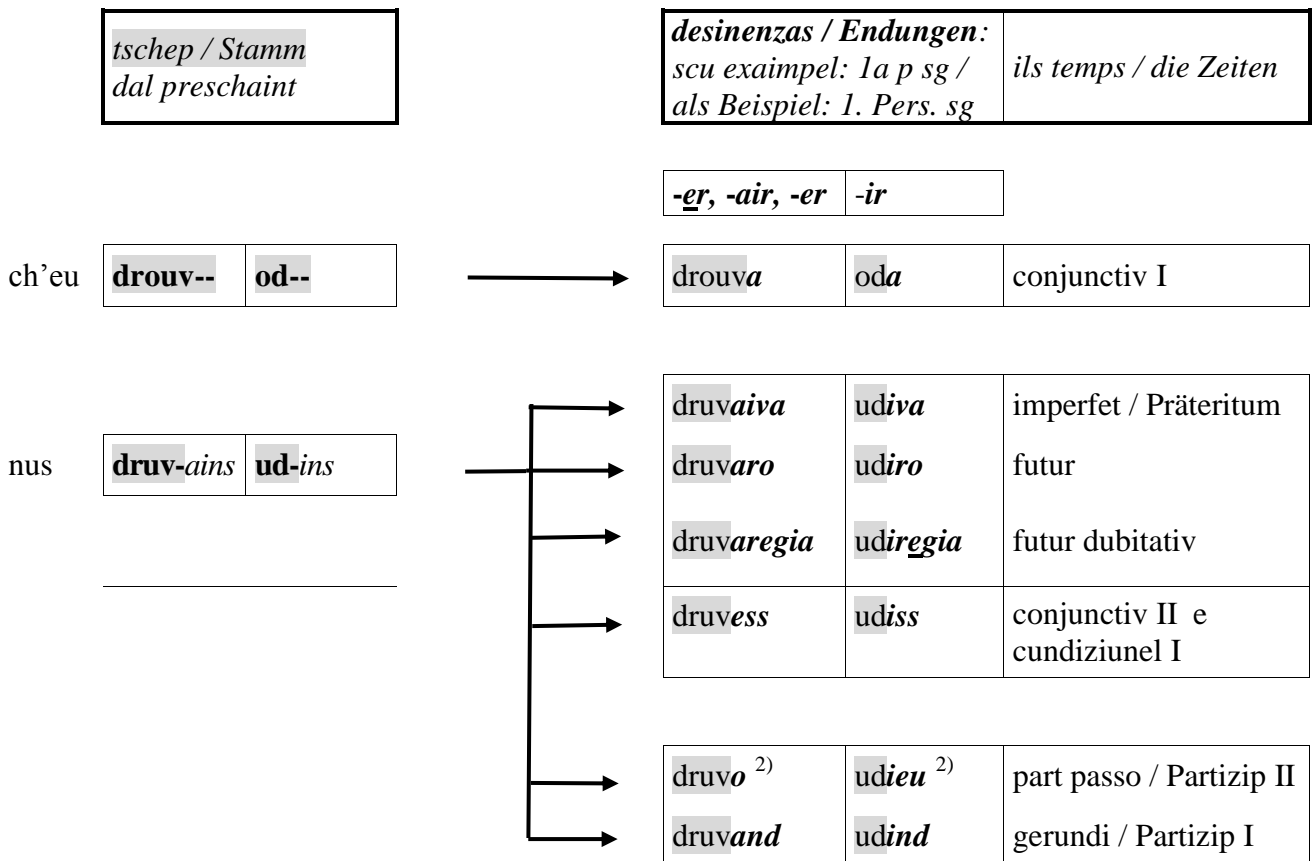 tschep / Stamm
dal preschaint
desinenzas / Endungen:
scu exaimpel: 1a p sg /
als Beispiel: 1. Pers. sg
ils temps / die Zeiten
-er, -air, -er -ir
ch’eu drouv-- od-- drouva oda conjunctiv I
druvaiva udiva imperfet / Präteritum
nus druv-ains ud-ins druvaro udiro futur
druvaregia udiregia futur dubitativ
druvess udiss conjunctiv II e
cundiziunel I
druvo 2) udieu 2) part passo / Partizip II
druvand udind gerundi / Partizip I